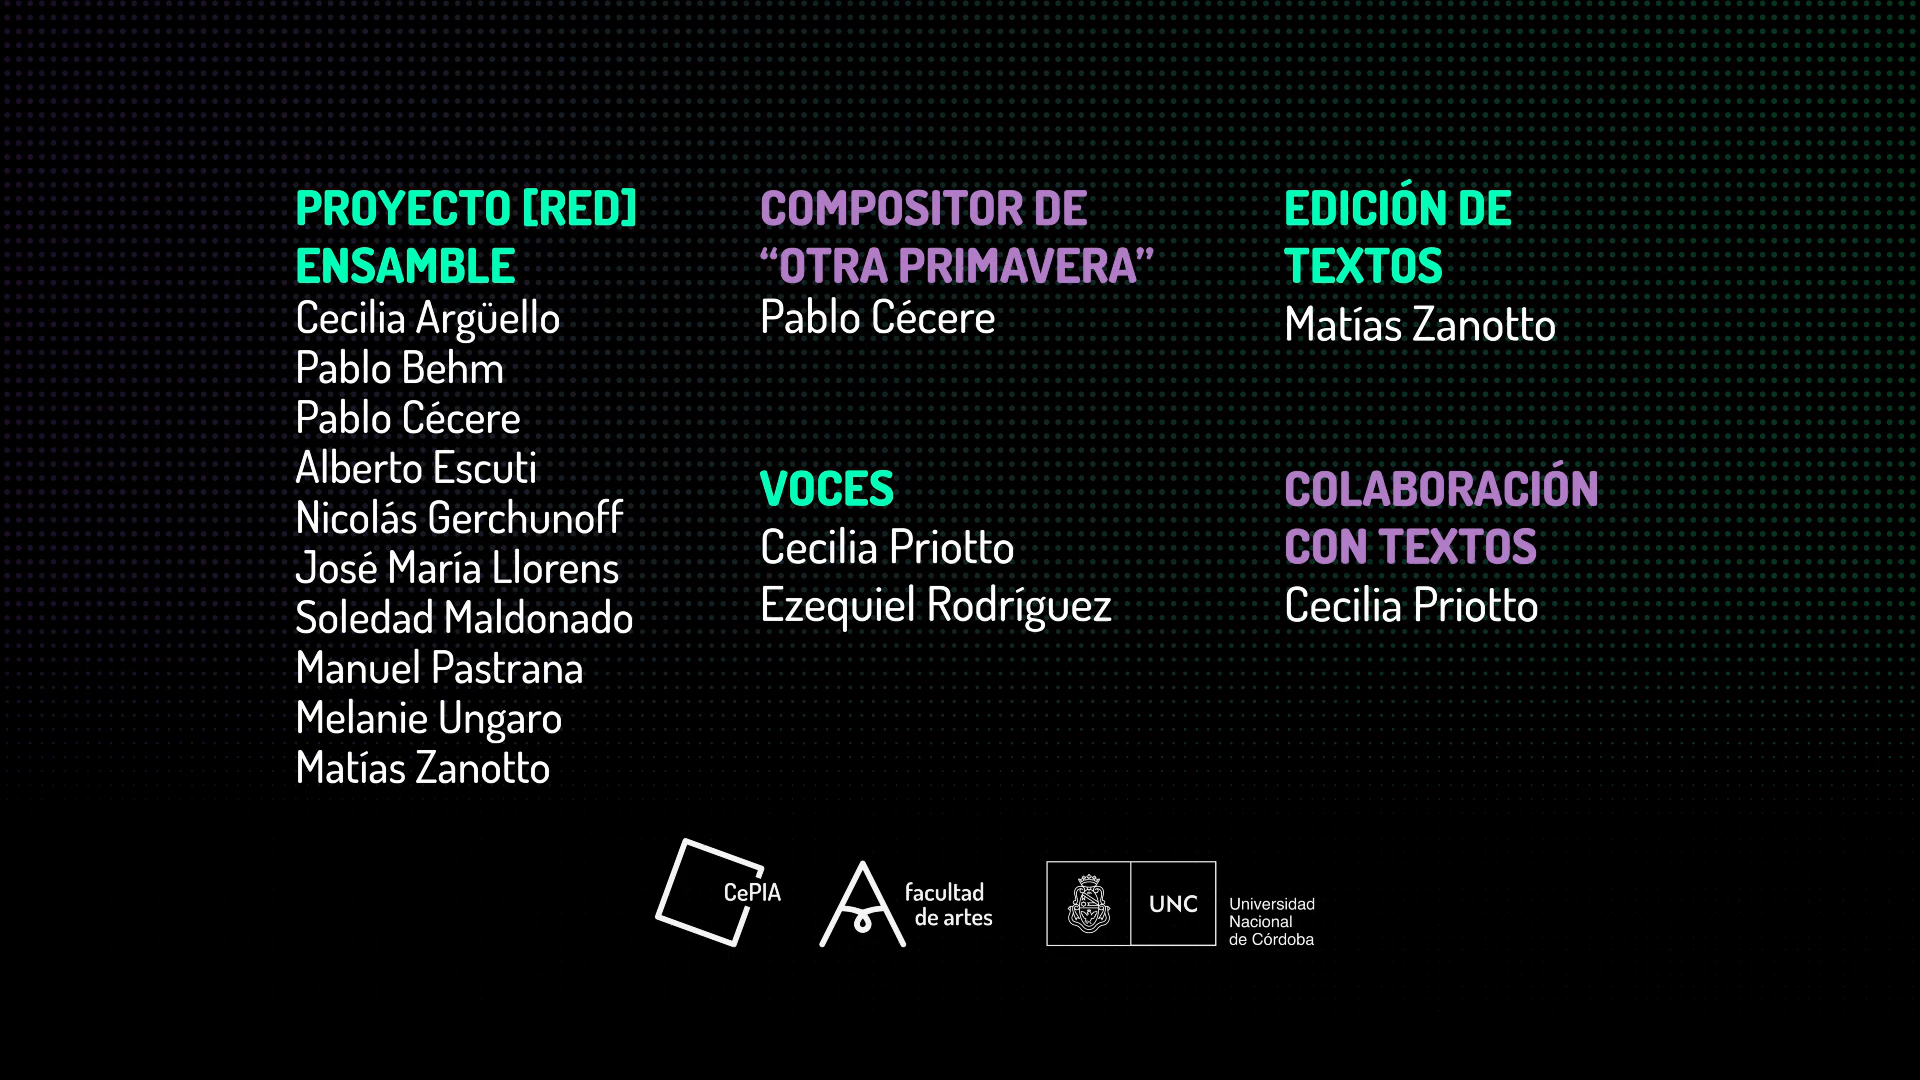 PROYECTO [RED]
ENSAMBLE
Cecilia Argüello
Pablo Behm
Pablo Cécere
Alberto Escuti
Nicolás Gerchunoff
José María Llorens
Soledad Maldonado
Manuel Pastrana
Melanie Ungaro
Matías Zanotto
COMPOSITOR DE
“OTRA PRIMAVERA”
Pablo Cécere
VOCES
Cecilia Priotto
Ezequiel Rodríguez
EDICIÓN DE
TEXTOS
Matías Zanotto
COLABORACIÓN
CON TEXTOS
Cecilia Priotto
CePIA
facultad
de artes
UNC
Universidad
Nacional
de Córdoba